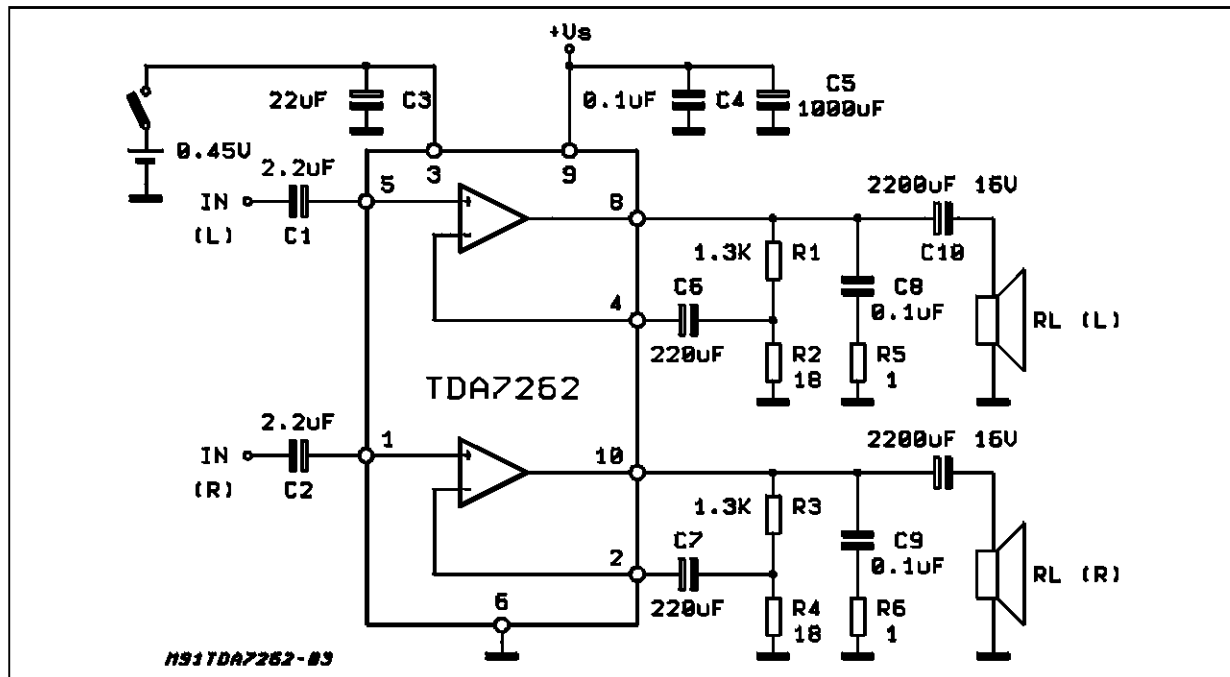 +Vs
22uF C3
0.1uF C4
C5
1000uF
0.45V
2.2uF
3
9
IN
(L)
C1
5
8
2200uF 16V
C10
1.3K R1
C6
220uF
4
C8
0.1uF
R2
18
R5
1
RL (L)
TDA7262
2.2uF
IN
(R)
C2
1
10
2200uF 16V
1.3K R3
C7
220uF
2
C9
0.1uF
R4
18
R6
1
RL (R)
6
M91TDA7262-03